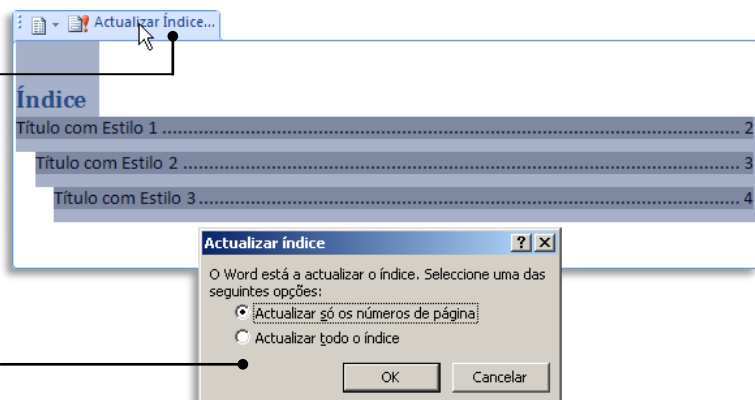 Actualizar Índice...
Índice
Título com Estilo 1 ........................................................................................................ 2
Título com Estilo 2 ..................................................................................................... 3
Título com Estilo 3 .................................................................................................. 4
Actualizar índice
O Word está a actualizar o índice. Seleccione uma das
seguintes opções:
Actualizar só os números de página
Actualizar todo o índice
OK Cancelar